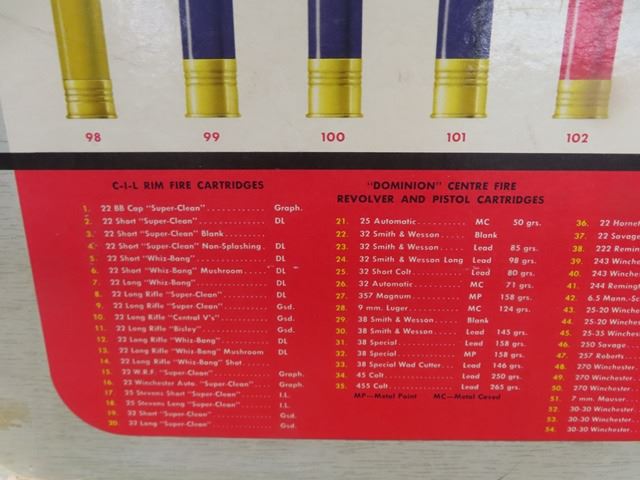 98 99 100 101 102
C-I-L RIM FIRE CARTRIDGES
1. 22 BB Cap "Super-Clean"............ Graph.
2. 22 Short "Super-Clean"............ DL
3. 22 Short "Super-Clean" Blank.........
4. 22 Short "Super-Clean" Non-Splashing. DL
5. 22 Short "Whiz-Bang"............ DL
6. 22 Short "Whiz-Bang" Mushroom..... DL
7. 22 Long "Whiz-Bang"............ DL
8. 22 Long Rifle "Super-Clean"......... DL
9. 22 Long Rifle "Super-Clean"......... Gsd.
10. 22 Long Rifle "Central V's"......... Gsd.
11. 22 Long Rifle "Bisley"............ Gsd.
12. 22 Long Rifle "Whiz-Bang"......... DL
13. 22 Long Rifle "Whiz-Bang" Mushroom DL
14. 22 Long Rifle "Whiz-Bang" Shot.....
15. 22 W.R.F. "Super-Clean"............ Graph.
16. 22 Winchester Auto. "Super-Clean".. Graph.
17. 25 Stevens Short "Super-Clean"..... I.L.
18. 25 Stevens Long "Super-Clean"..... I.L.
19. 32 Short "Super-Clean"............ Gsd.
20. 32 Long "Super-Clean"............ Gsd.
"DOMINION" CENTRE FIRE
REVOLVER AND PISTOL CARTRIDGES
21. 25 Automatic............ MC 50 grs.
22. 32 Smith & Wesson...... Blank
23. 32 Smith & Wesson...... Lead 85 grs.
24. 32 Smith & Wesson Long Lead 98 grs.
25. 32 Short Colt............ Lead 80 grs.
26. 32 Automatic............ MC 71 grs.
27. 357 Magnum............ MP 158 grs.
28. 9 mm. Luger............ MC 124 grs.
29. 38 Smith & Wesson...... Blank
30. 38 Smith & Wesson...... Lead 145 grs.
31. 38 Special............ Lead 158 grs.
32. 38 Special............ MP 158 grs.
33. 38 Special Wad Cutter... Lead 146 grs.
34. 45 Colt............ Lead 250 grs.
35. 455 Colt............ Lead 265 grs.
MP—Metal Point MC—Metal Cased
36. 22 Hornet
37. 22 Savage
38. 222 Remin
39. 243 Winche
40. 243 Winche
41. 244 Reming
42. 6.5 Mann.-S
43. 25-20 Winche
44. 25-20 Winche
45. 25-35 Winche
46. 250 Savage
47. 257 Roberts
48. 270 Winchester
49. 270 Winchester
50. 270 Winchester
51. 7 mm. Mauser
52. 30-30 Winchester
53. 30-30 Winchester
54. 30-30 Winchester